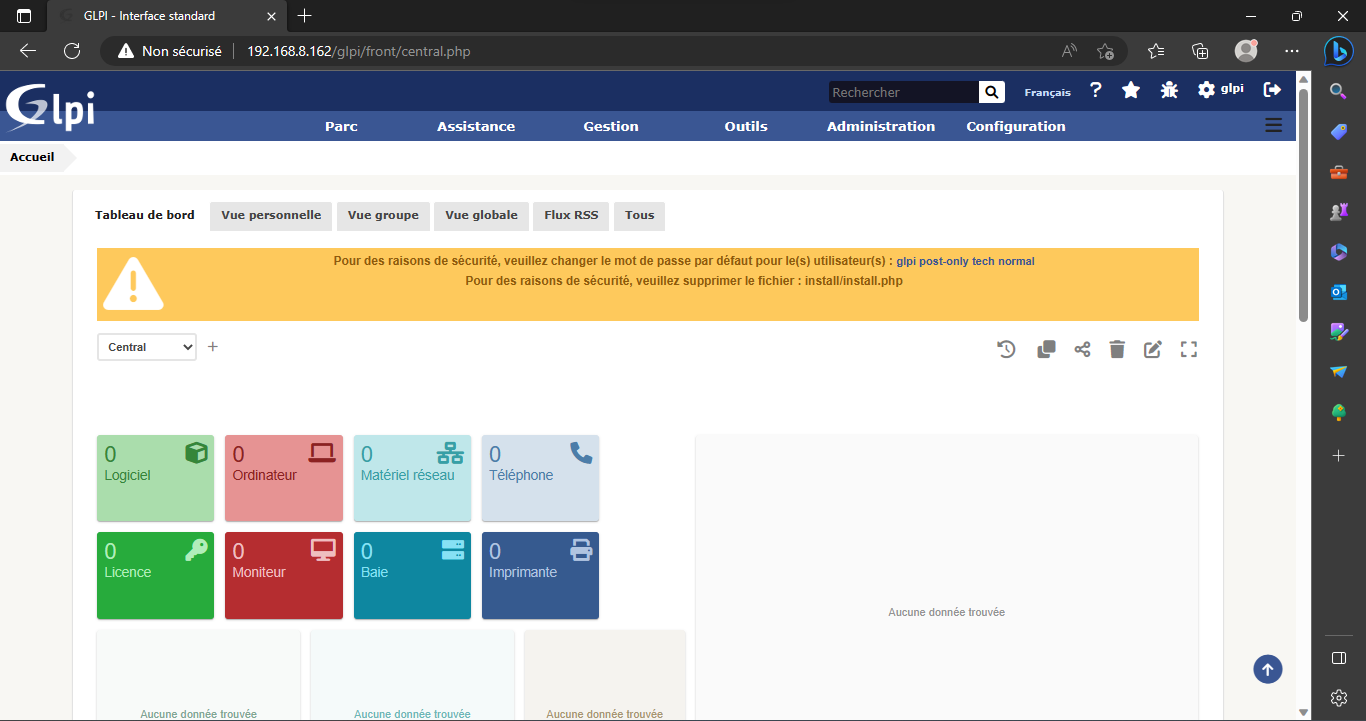 GLPI - Interface standard
Non sécurisé 192.168.8.162/glpi/front/central.php
Glpi
Rechercher Français ? glpi
Parc Assistance Gestion Outils Administration Configuration
Accueil
Tableau de bord Vue personnelle Vue groupe Vue globale Flux RSS Tous
Pour des raisons de sécurité, veuillez changer le mot de passe par défaut pour le(s) utilisateur(s) : glpi post-only tech normal
Pour des raisons de sécurité, veuillez supprimer le fichier : install/install.php
Central
0 0 0 0
Logiciel Ordinateur Matériel réseau Téléphone
0 0 0 0
Licence Moniteur Baie Imprimante
Aucune donnée trouvée
Aucune donnée trouvée Aucune donnée trouvée Aucune donnée trouvée